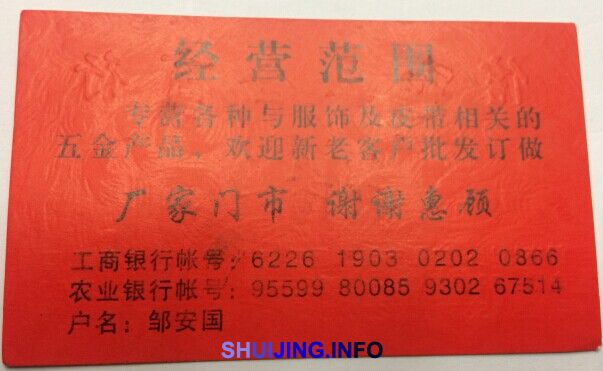 经营范围
专营各种与服饰及皮箱相关的
五金产品，欢迎新老客户批发订做
厂家门市 谢谢惠顾
工商银行帐号：6226 1903 0202 0866
农业银行帐号：95599 80085 9302 67514
户名：邹安国
SHUIJING.INFO